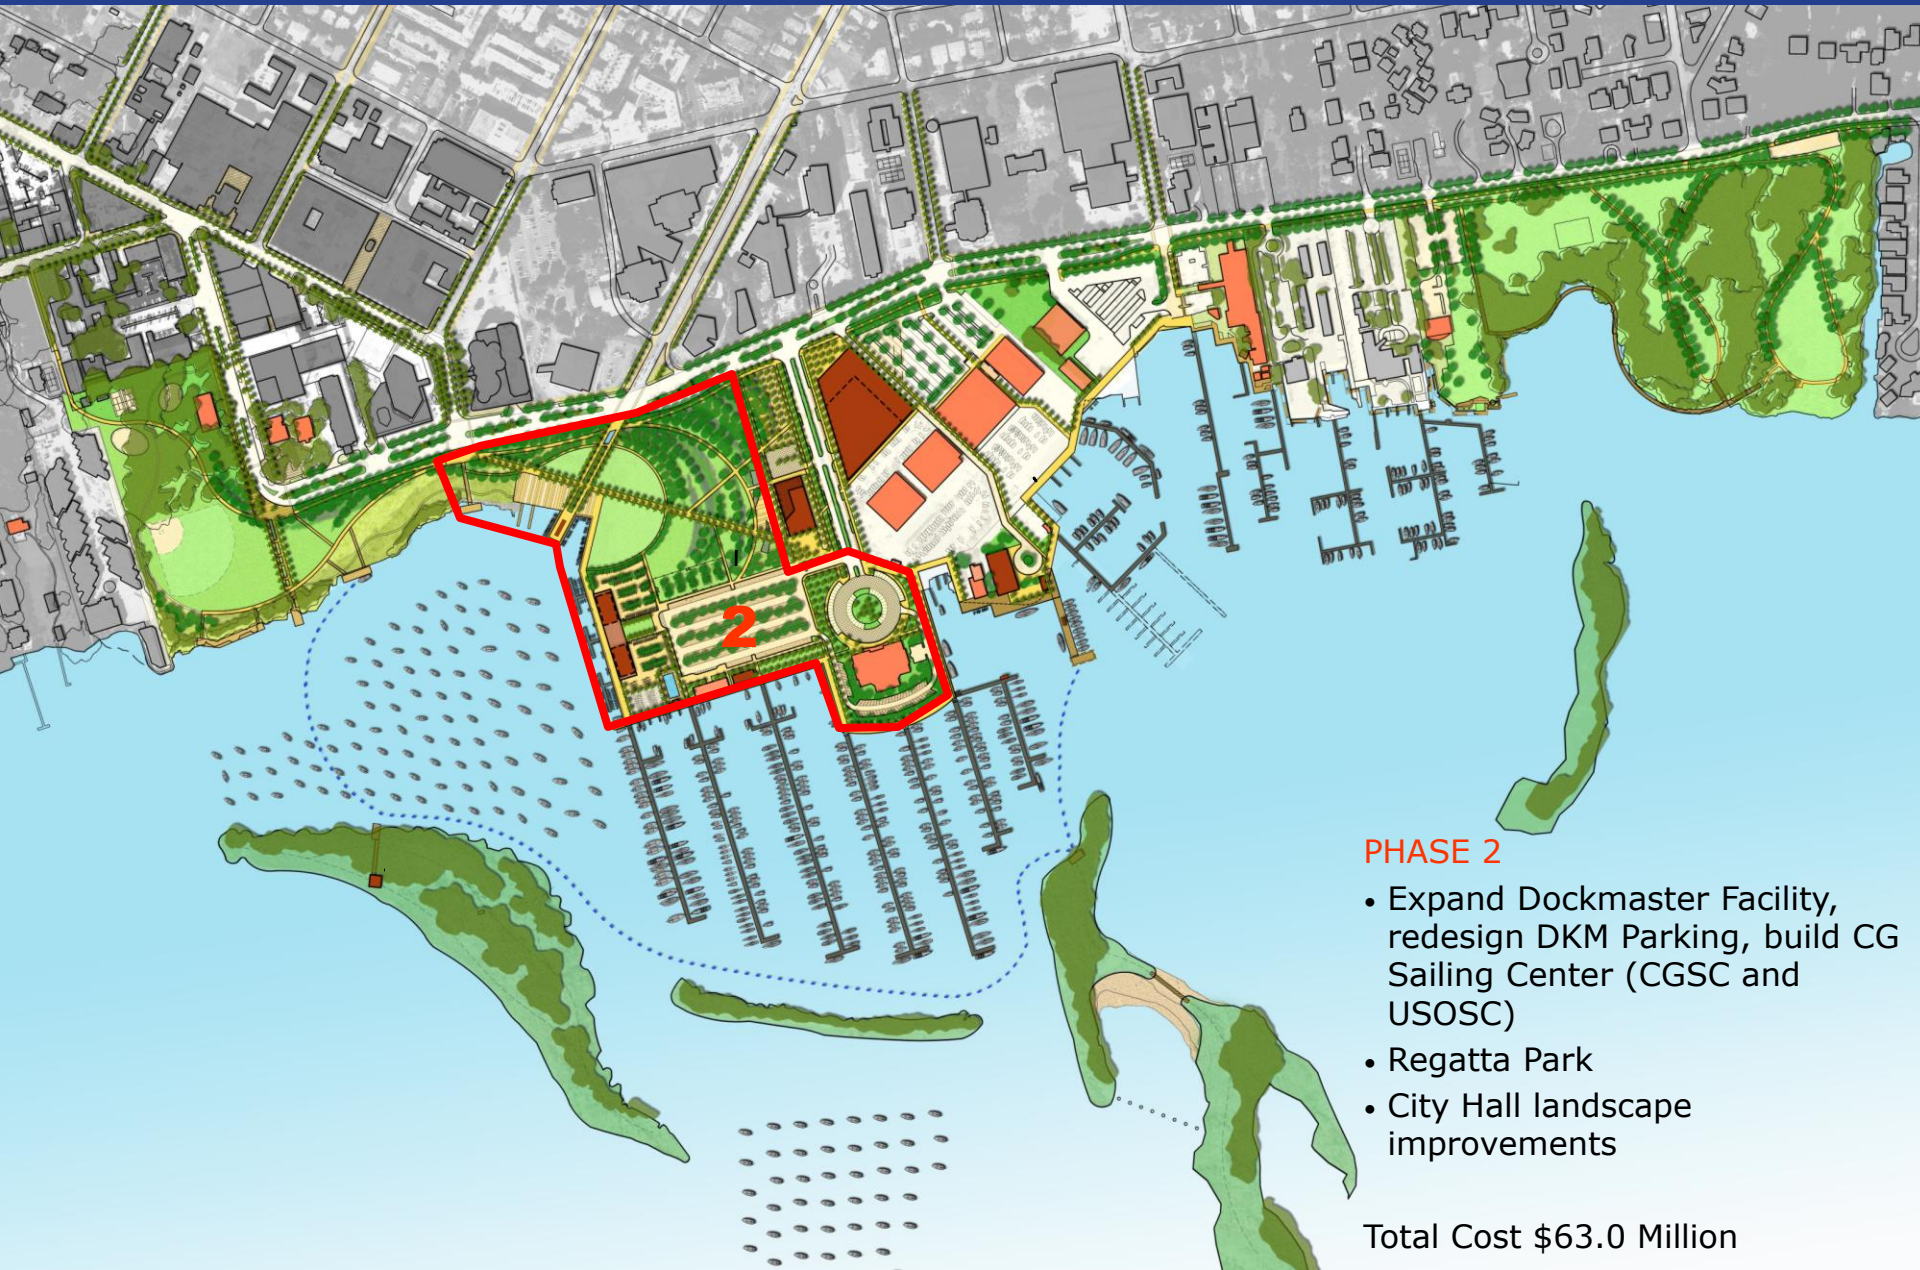 2
PHASE 2
• Expand Dockmaster Facility,
redesign DKM Parking, build CG
Sailing Center (CGSC and
USOSC)
• Regatta Park
• City Hall landscape
improvements
Total Cost $63.0 Million